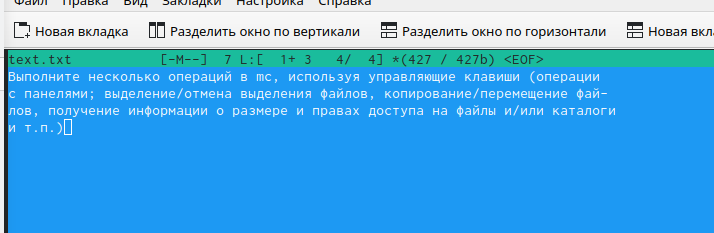 Файл Правка Вид Закладки Настройка Справка
Новая вкладка Разделить окно по вертикали Разделить окно по горизонтали Новая
text.txt [-M--] 7 L:[ 1+ 3 4/ 4] *(427 / 427b) <EOF>
Выполните несколько операций в mc, используя управляющие клавиши (операции
с панелями; выделение/отмена выделения файлов, копирование/перемещение фай-
лов, получение информации о размере и правах доступа на файлы и/или каталоги
и т.п.)